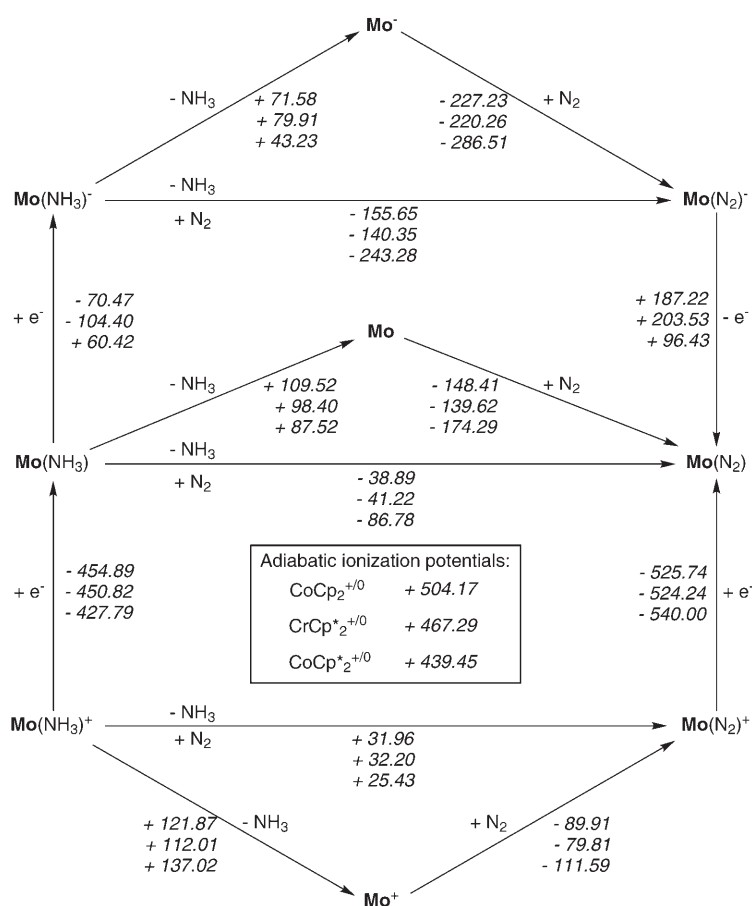 Mo⁻
- NH₃
+ 71.58
+ 79.91
+ 43.23
- 227.23
- 220.26
- 286.51
+ N₂
Mo(NH₃)⁻
- NH₃
+ N₂
- 155.65
- 140.35
- 243.28
Mo(N₂)⁻
+ e⁻
- 70.47
- 104.40
+ 60.42
+ 187.22
+ 203.53
+ 96.43
- e⁻
Mo
- NH₃
+ 109.52
+ 98.40
+ 87.52
- 148.41
- 139.62
- 174.29
+ N₂
Mo(NH₃)
- NH₃
+ N₂
- 38.89
- 41.22
- 86.78
Mo(N₂)
+ e⁻
- 454.89
- 450.82
- 427.79
Adiabatic ionization potentials:
CoCp₂⁺/⁰ + 504.17
CrCp*₂⁺/⁰ + 467.29
CoCp*₂⁺/⁰ + 439.45
- 525.74
- 524.24
- 540.00
+ e⁻
Mo(NH₃)⁺
- NH₃
+ N₂
+ 31.96
+ 32.20
+ 25.43
Mo(N₂)⁺
+ 121.87
+ 112.01
+ 137.02
- NH₃
+ N₂
- 89.91
- 79.81
- 111.59
Mo⁺